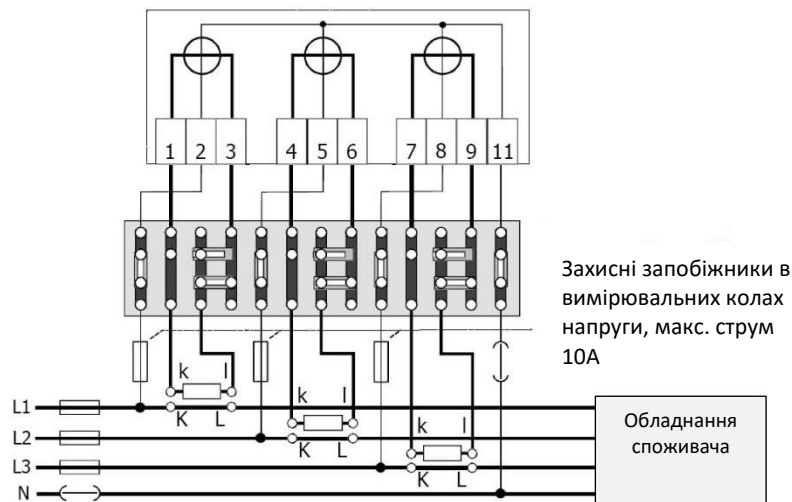 1 2 3 4 5 6 7 8 9 11
Захисні запобіжники в
вимірювальних колах
напруги, макс. струм
10А
k l
L1
K L
k l
L2
K L
k l
L3
K L
N
Обладнання
споживача